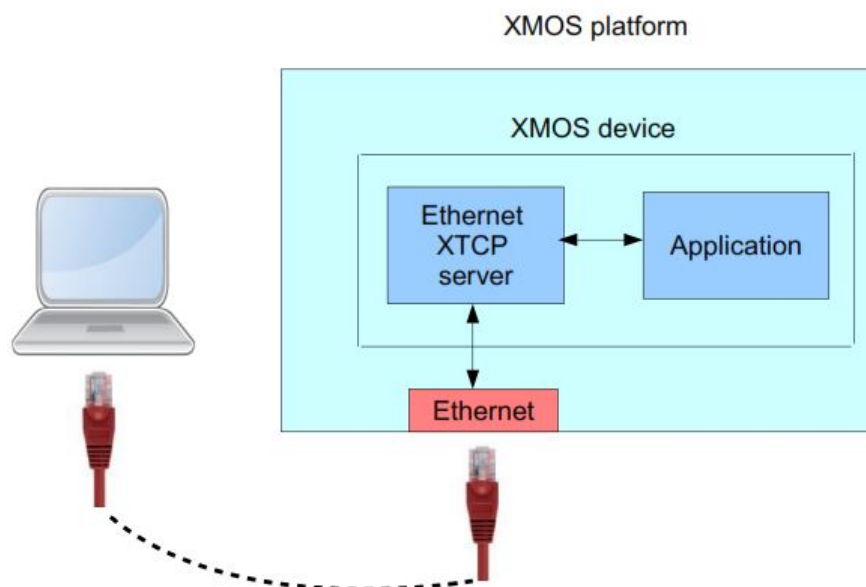 XMOS platform
XMOS device
Ethernet
XTCP
server
Application
Ethernet